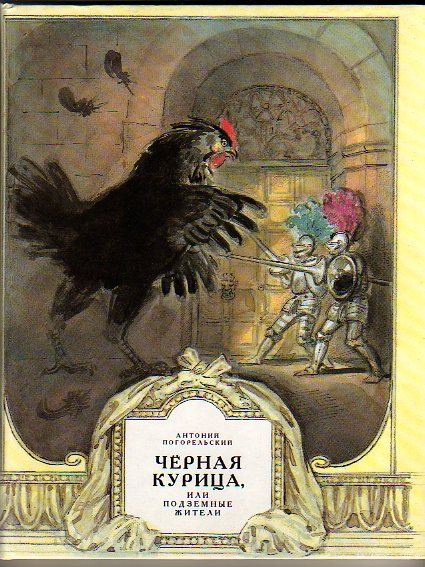 АНТОНИЙ
ПОГОРЕЛЬСКИЙ
ЧЁРНАЯ
КУРИЦА,
ИЛИ
ПОДЗЕМНЫЕ
ЖИТЕЛИ